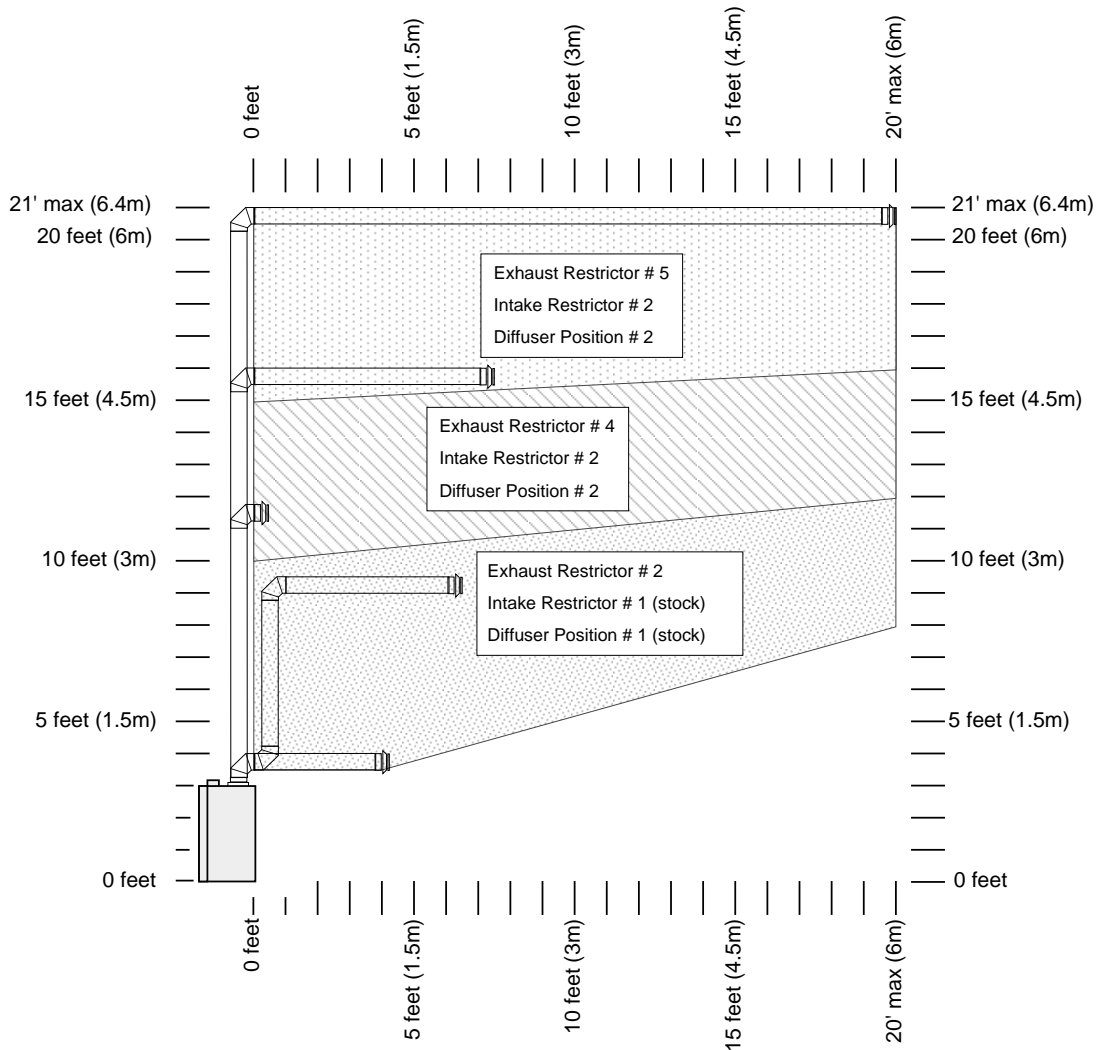 0 feet
5 feet (1.5m)
10 feet (3m)
15 feet (4.5m)
20' max (6m)
21' max (6.4m)
20 feet (6m)
15 feet (4.5m)
10 feet (3m)
5 feet (1.5m)
0 feet
Exhaust Restrictor # 5
Intake Restrictor # 2
Diffuser Position # 2
Exhaust Restrictor # 4
Intake Restrictor # 2
Diffuser Position # 2
Exhaust Restrictor # 2
Intake Restrictor # 1 (stock)
Diffuser Position # 1 (stock)
21' max (6.4m)
20 feet (6m)
15 feet (4.5m)
10 feet (3m)
5 feet (1.5m)
0 feet
0 feet
5 feet (1.5m)
10 feet (3m)
15 feet (4.5m)
20' max (6m)